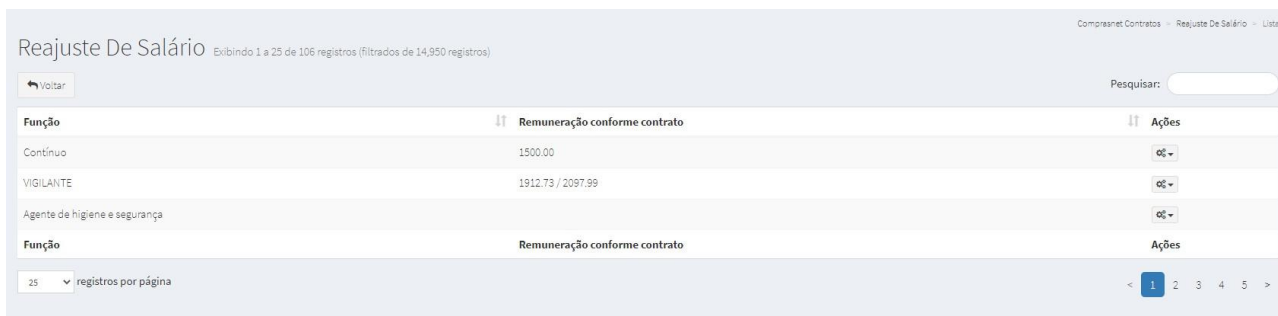 Comprasnet Contratos > Reajuste De Salário > Lista
Reajuste De Salário Exibindo 1 a 25 de 106 registros (filtrados de 14,950 registros)
Voltar Pesquisar:
Função Remuneração conforme contrato Ações
Contínuo 1500.00
VIGILANTE 1912.73 / 2097.99
Agente de higiene e segurança
Função Remuneração conforme contrato Ações
25 registros por página < 1 2 3 4 5 >